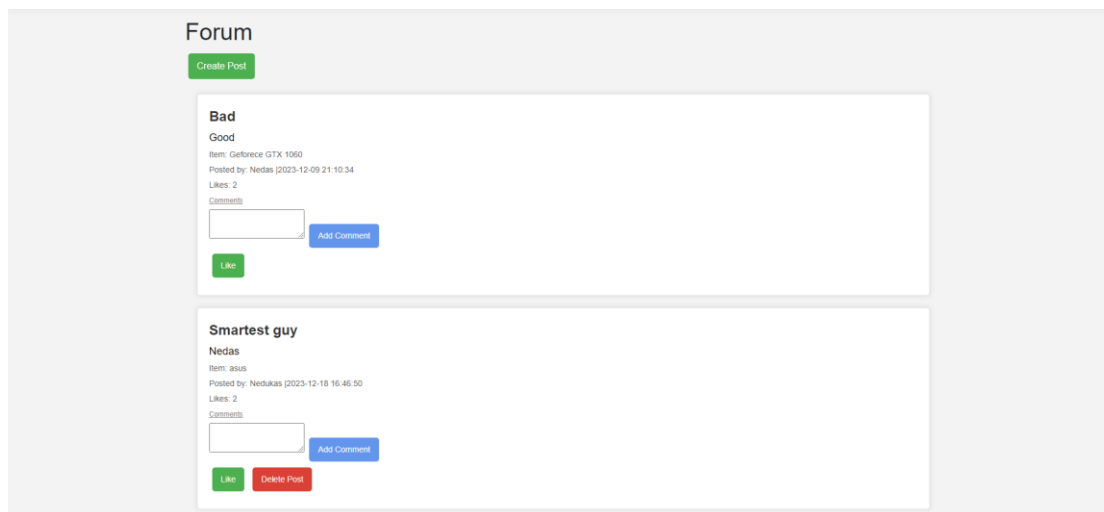 Forum
Create Post
Bad
Good
Item: Geforece GTX 1060
Posted by: Nedas |2023-12-09 21:10:34
Likes: 2
Comments
Add Comment
Like
Smartest guy
Nedas
Item: asus
Posted by: Nedukas |2023-12-18 16:46:50
Likes: 2
Comments
Add Comment
Like Delete Post